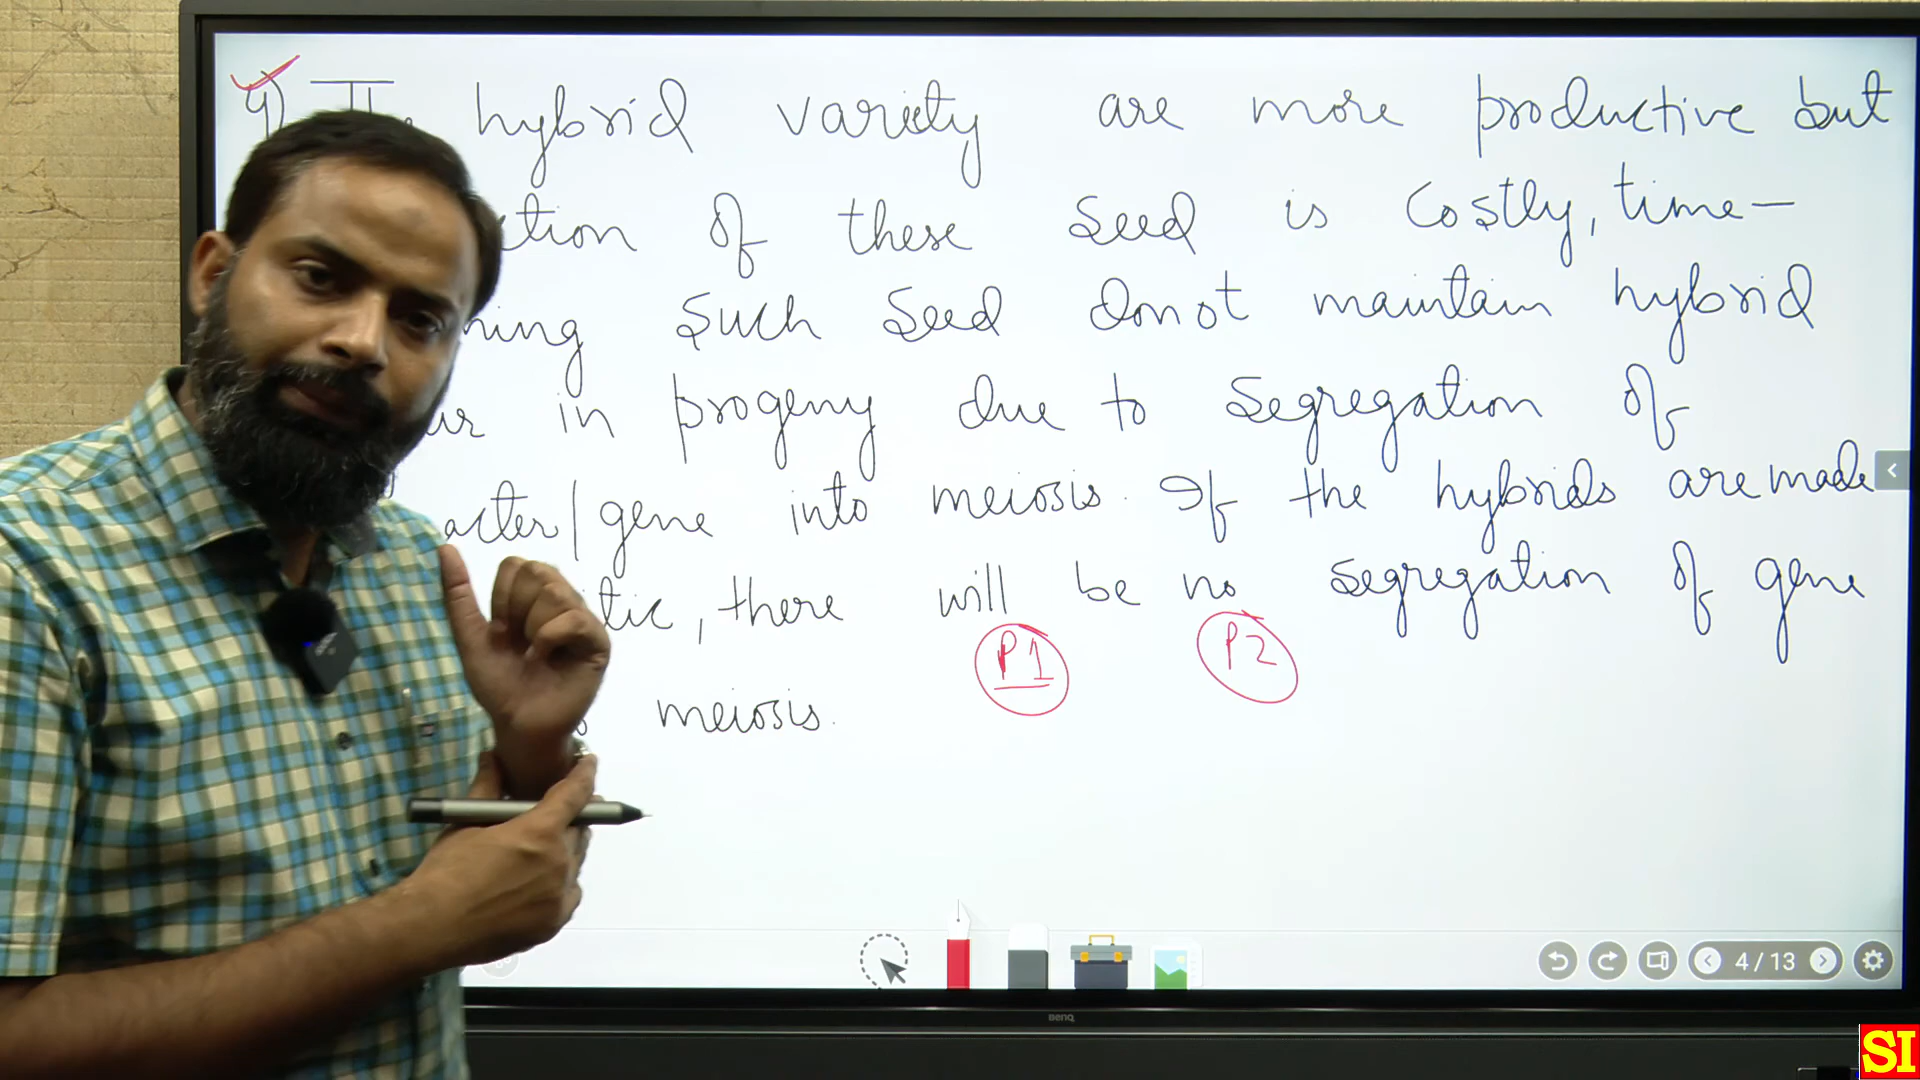 4) hybrid variety are more productive but
ction of these seed is costly, time-
ming such seed donot maintain hybrid
ur in progeny due to segregation of
acter/gene into meiosis. If the hybrids are made
tic, there will be no segregation of gene
P1 P2
meiosis.
4/13
BenQ
SI